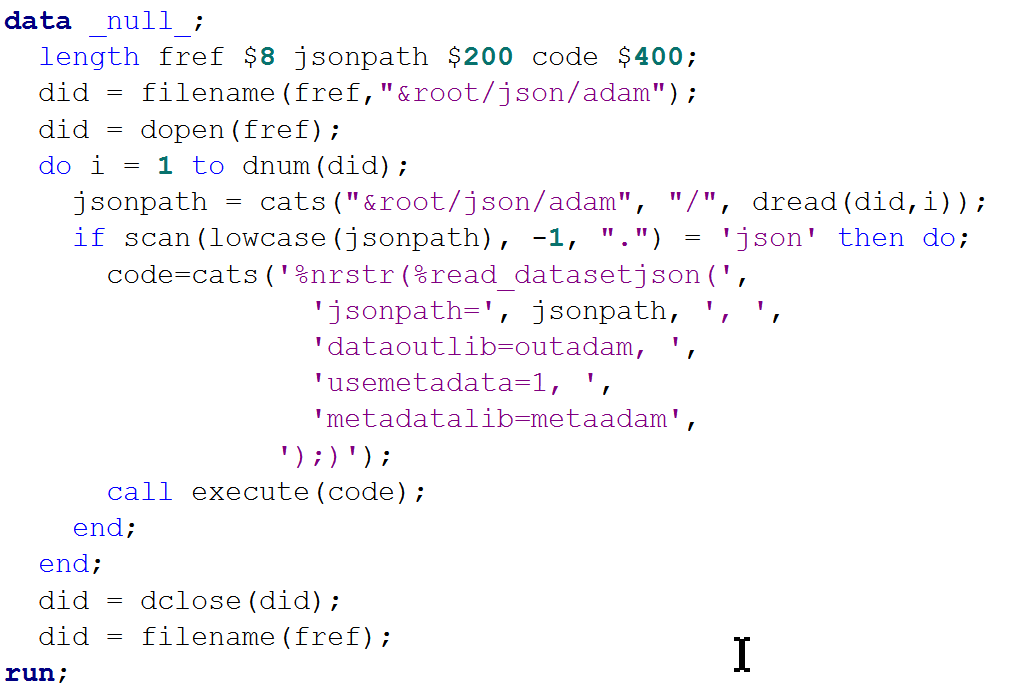 data _null_;
  length fref $8 jsonpath $200 code $400;
  did = filename(fref,"&root/json/adam");
  did = dopen(fref);
  do i = 1 to dnum(did);
    jsonpath = cats("&root/json/adam", "/", dread(did,i));
    if scan(lowcase(jsonpath), -1, ".") = 'json' then do;
      code=cats('%nrstr(%read_datasetjson(',
                  'jsonpath=', jsonpath, ', ',
                  'dataoutlib=outadam, ',
                  'usemetadata=1, ',
                  'metadatalib=metaadam',
                ');)');
      call execute(code);
    end;
  end;
  did = dclose(did);
  did = filename(fref);
run;